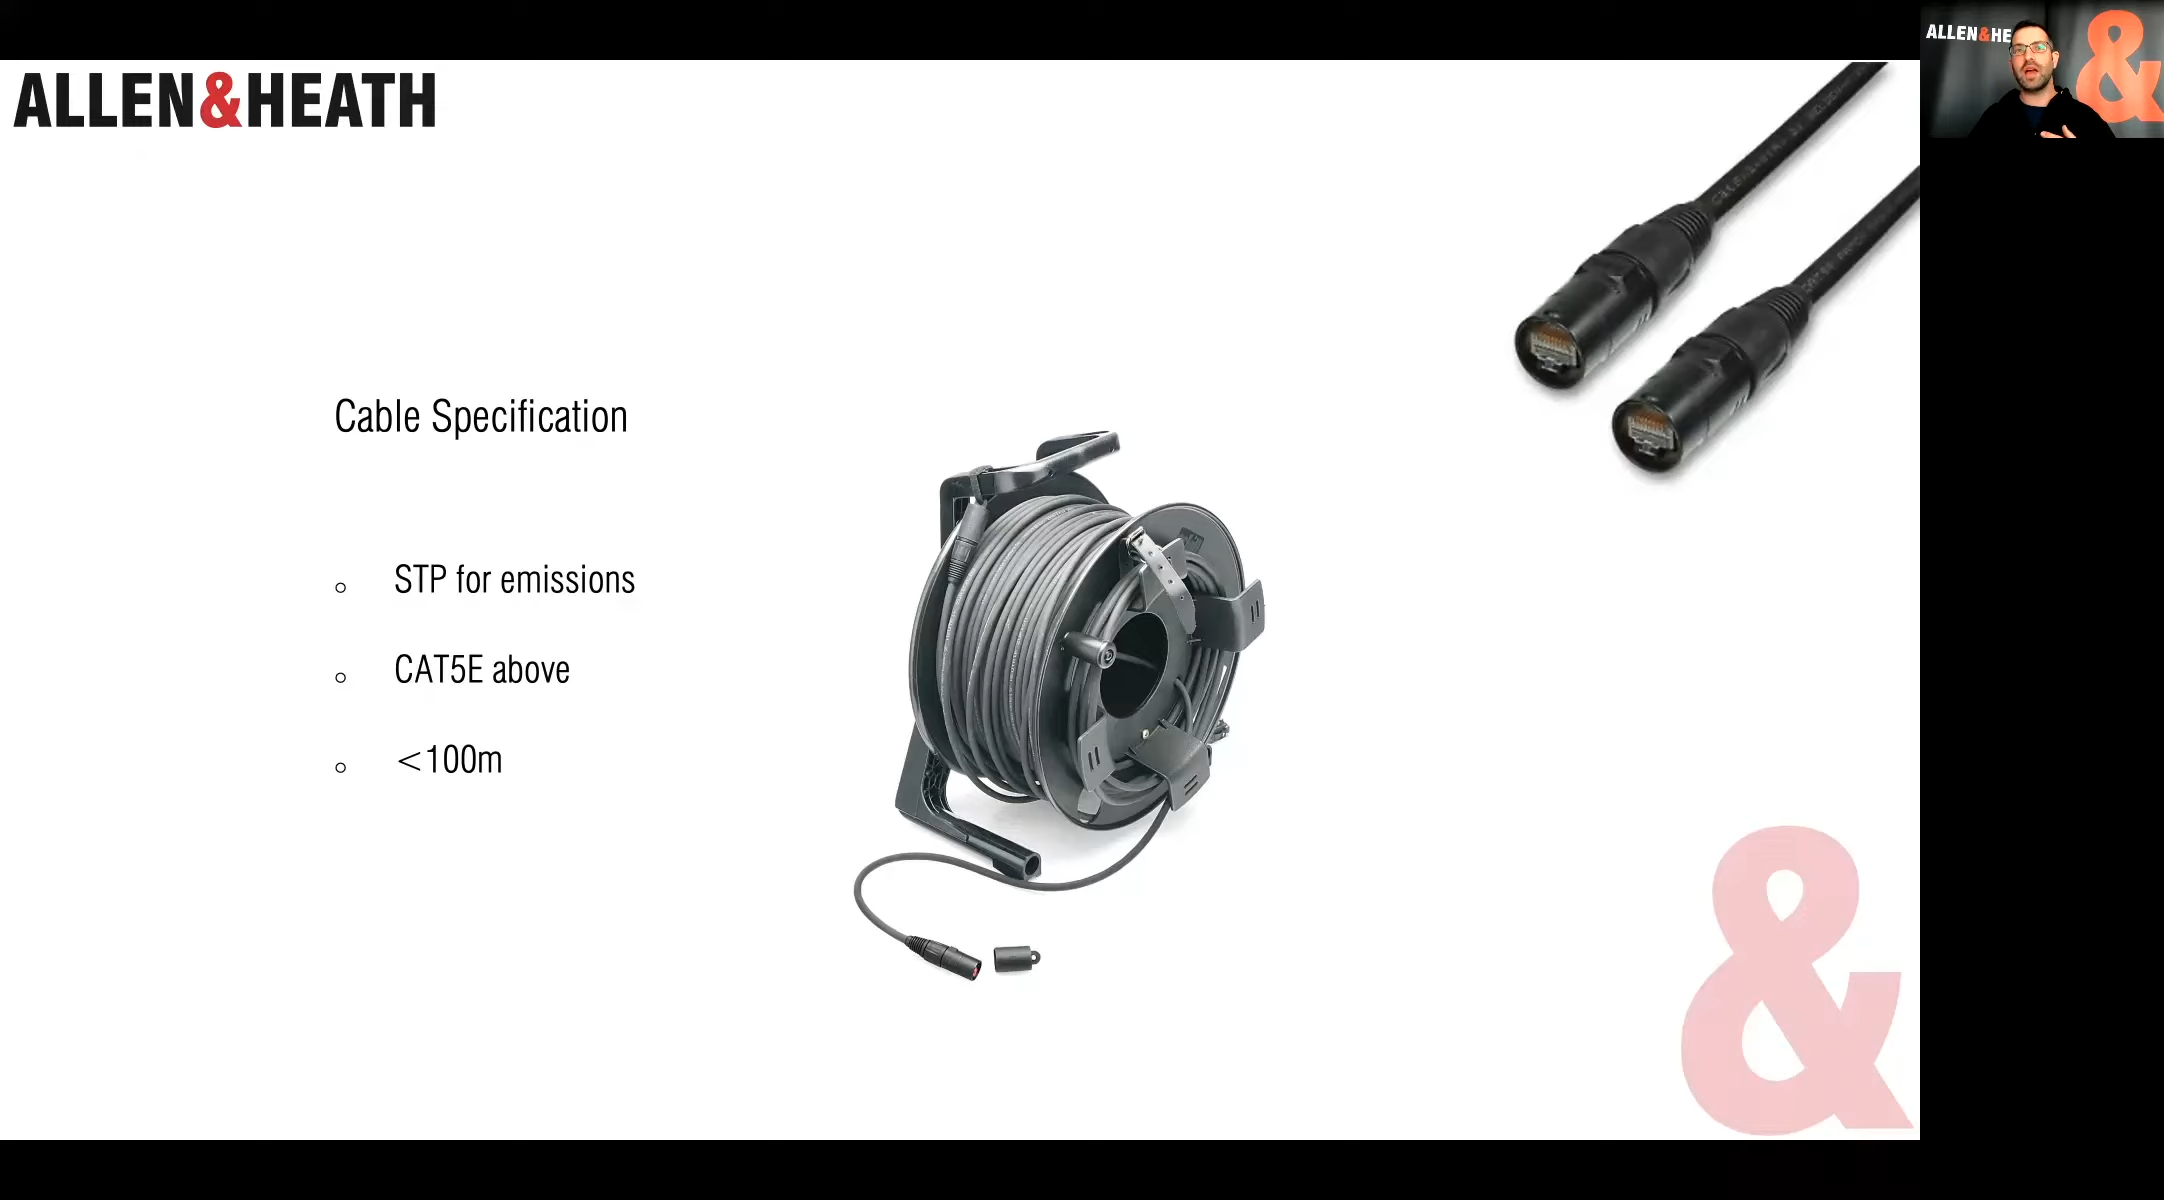 ALLEN&HEATH
ALLEN&HE
Cable Specification
STP for emissions
CAT5E above
<100m
&